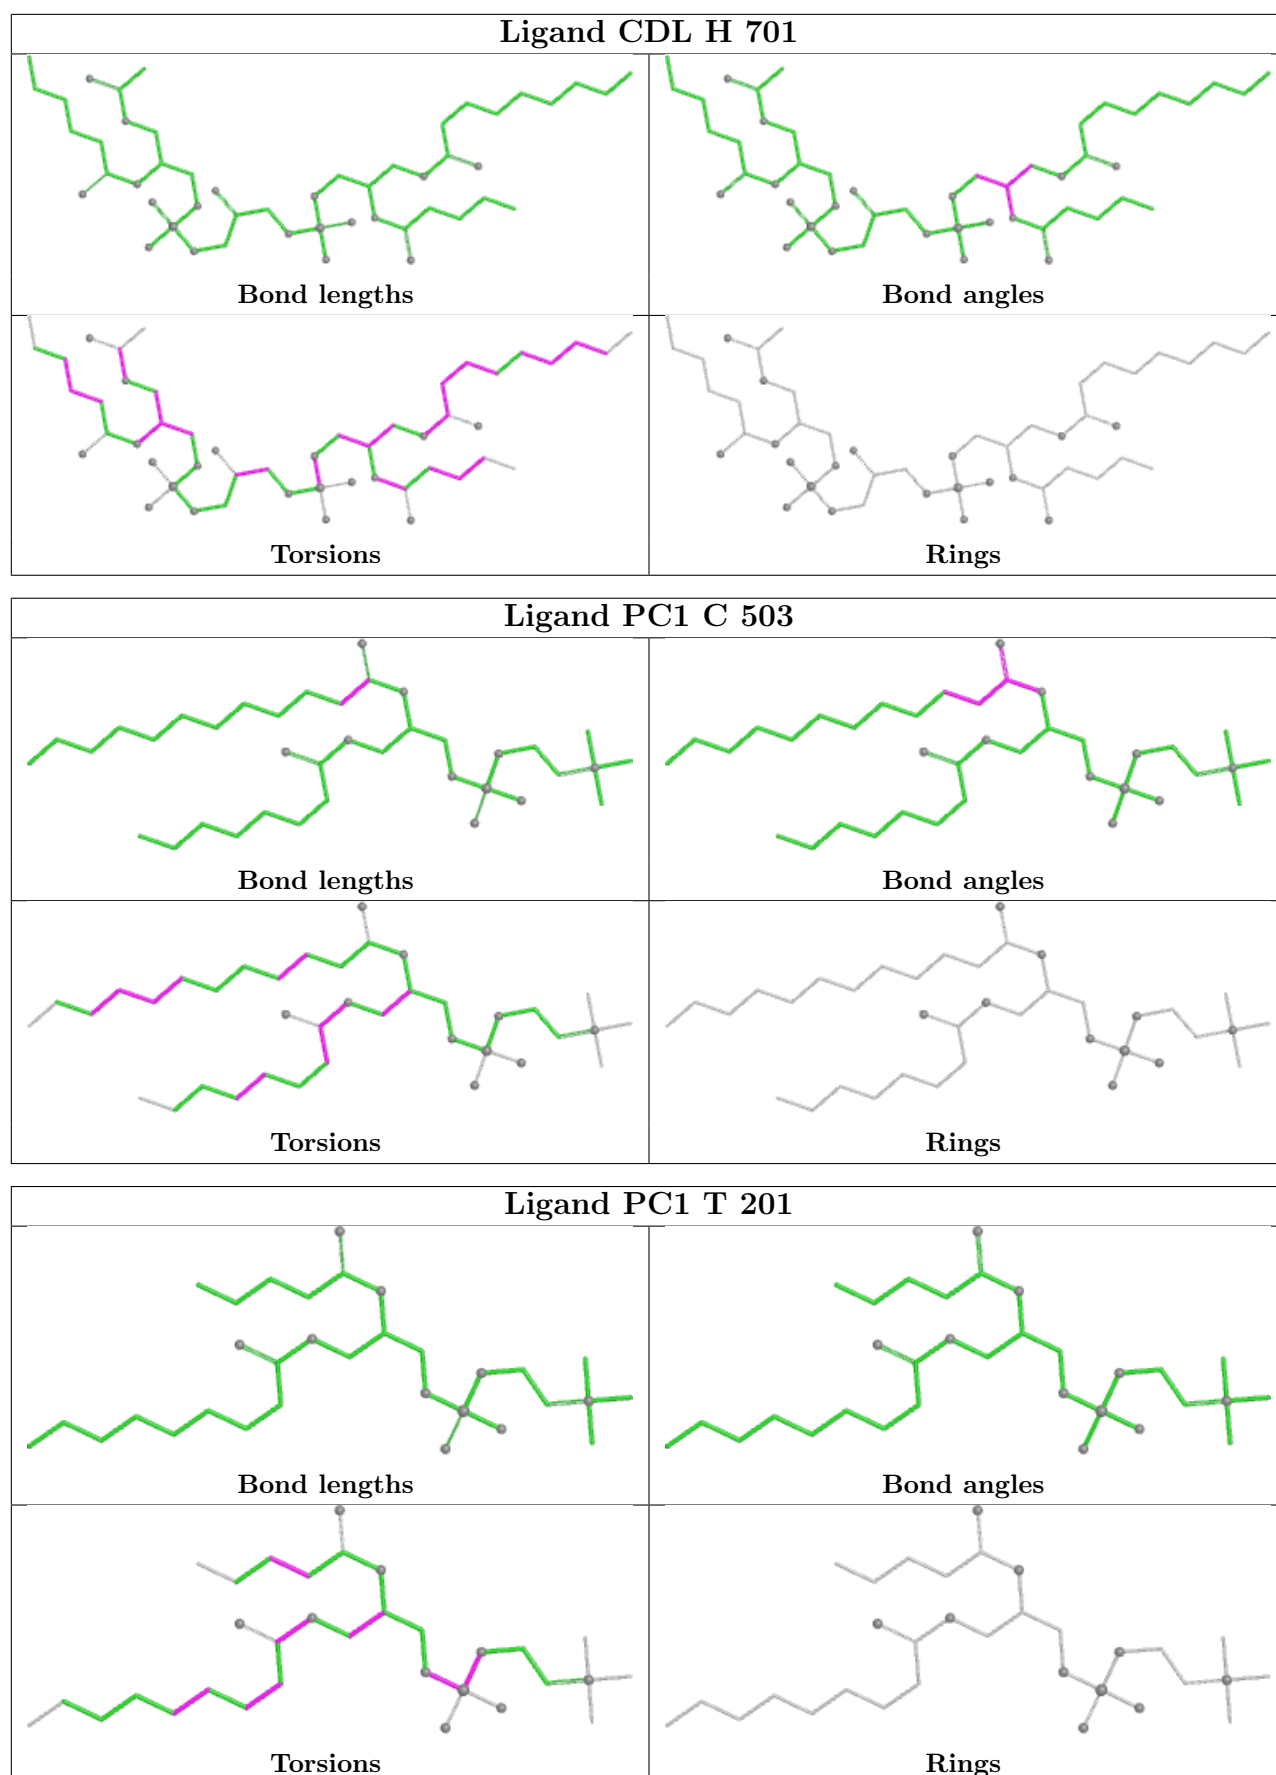 Ligand CDL H 701
Bond lengths
Bond angles
Torsions
Rings
Ligand PC1 C 503
Bond lengths
Bond angles
Torsions
Rings
Ligand PC1 T 201
Bond lengths
Bond angles
Torsions
Rings